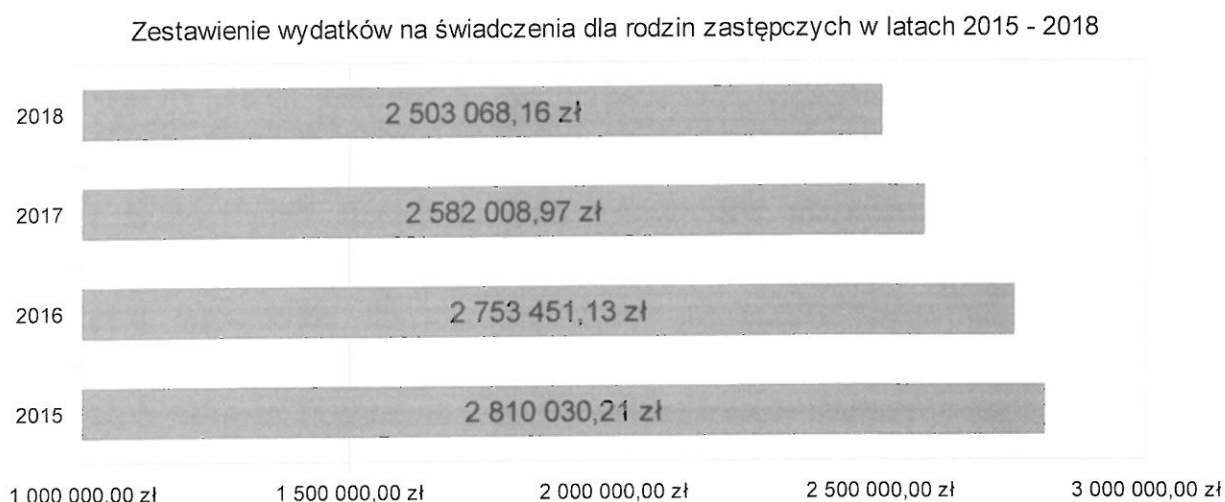 Zestawienie wydatków na świadczenia dla rodzin zastępczych w latach 2015 - 2018
2018
2 503 068,16 zł
2017
2 582 008,97 zł
2016
2 753 451,13 zł
2015
2 810 030,21 zł
1 000 000,00 zł 1 500 000,00 zł 2 000 000,00 zł 2 500 000,00 zł 3 000 000,00 zł